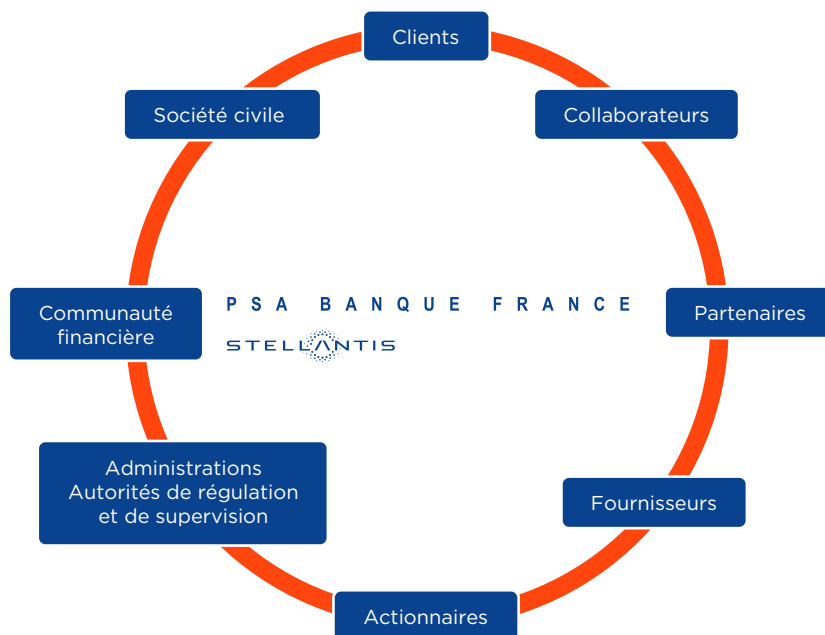 Clients
Société civile
Collaborateurs
Communauté
financière
PSA BANQUE FRANCE
STELLANTIS
Partenaires
Administrations
Autorités de régulation
et de supervision
Fournisseurs
Actionnaires